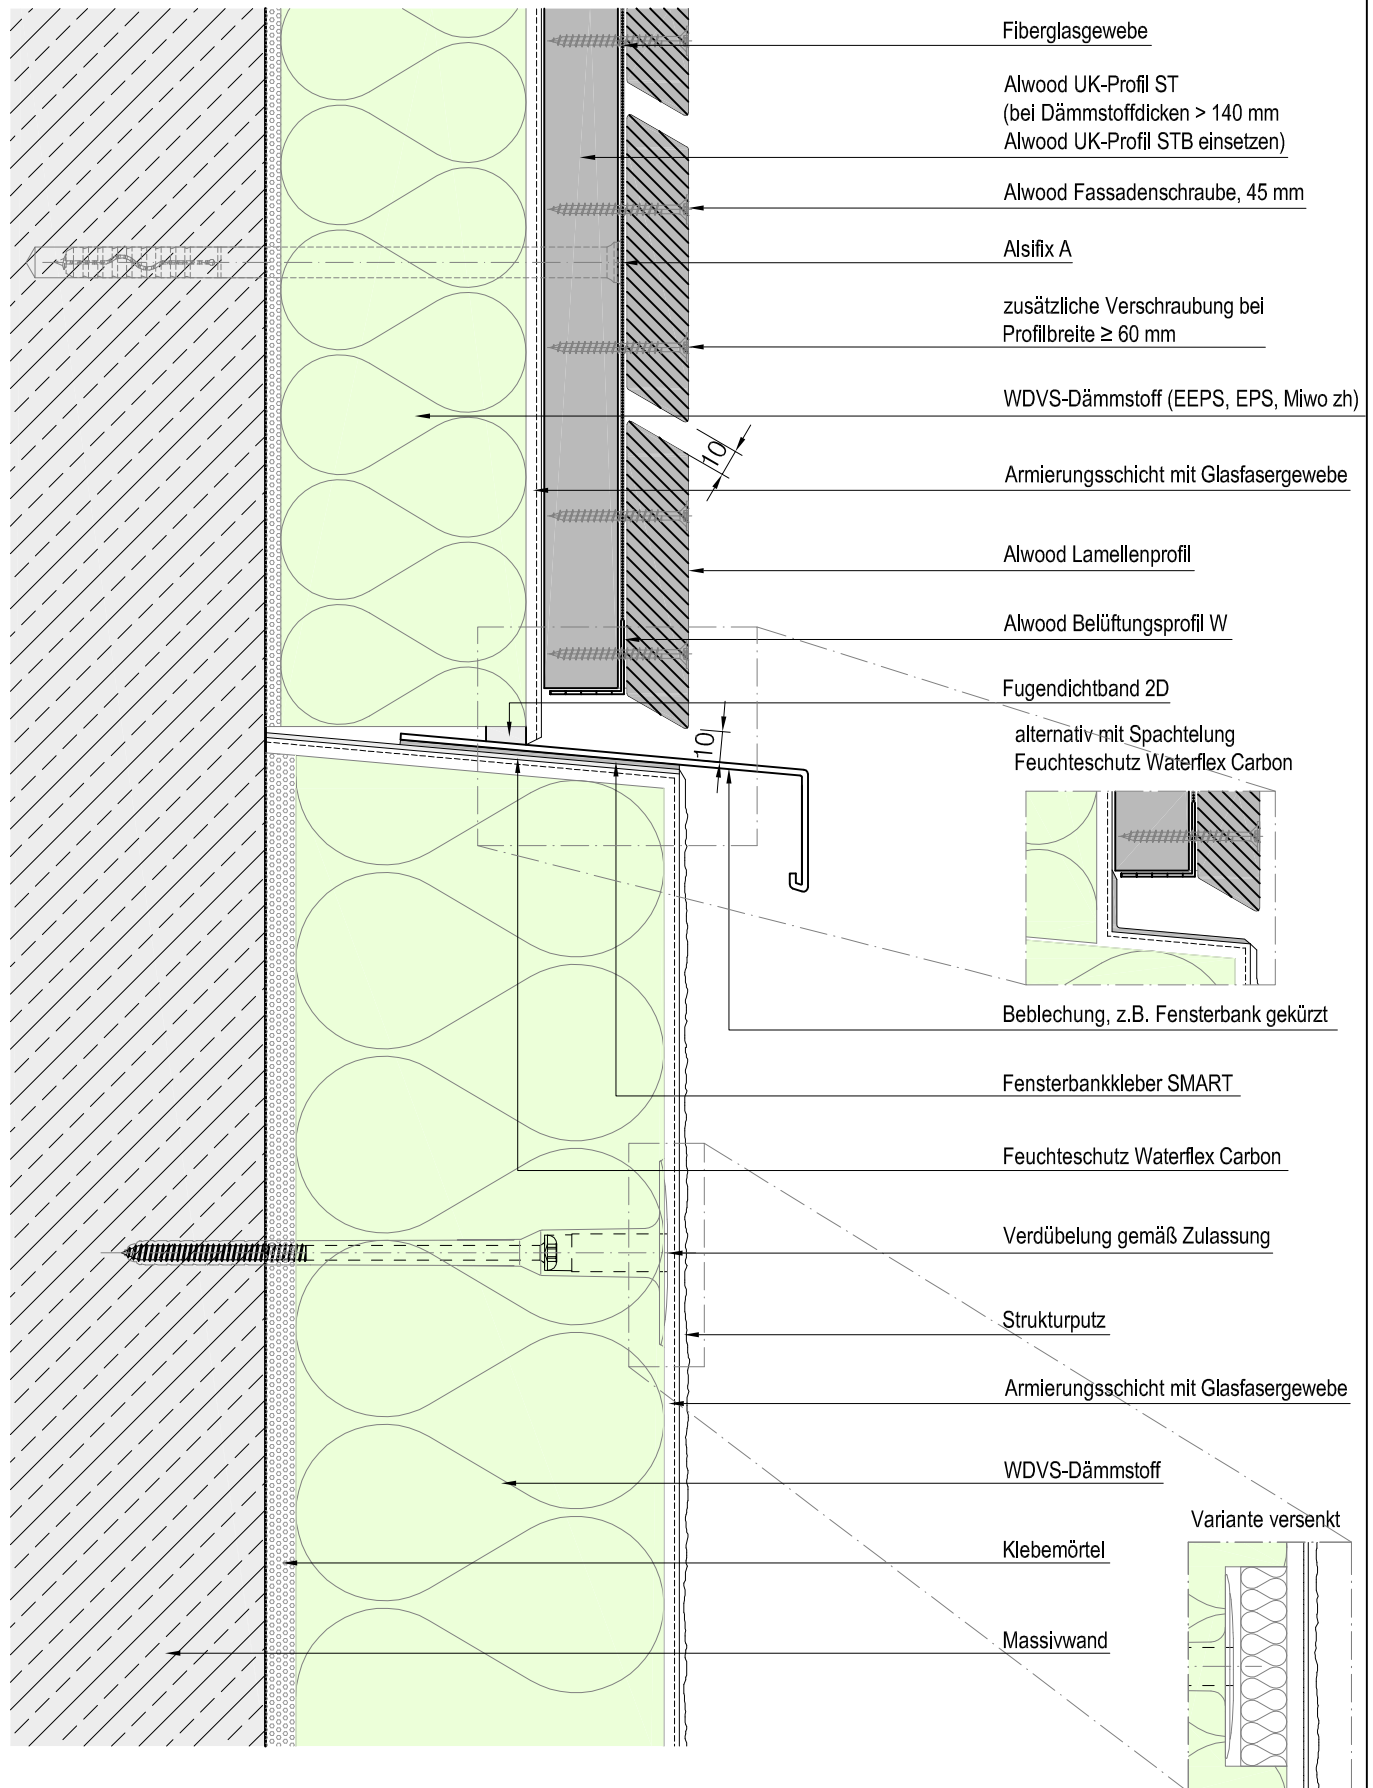 Fiberglasgewebe
Alwood UK-Profil ST
(bei Dämmstoffdicken > 140 mm
Alwood UK-Profil STB einsetzen)
Alwood Fassadenschraube, 45 mm
Alsifix A
zusätzliche Verschraubung bei
Profilbreite ≥ 60 mm
WDVS-Dämmstoff (EEPS, EPS, Miwo zh)
10
Armierungsschicht mit Glasfasergewebe
Alwood Lamellenprofil
Alwood Belüftungsprofil W
Fugendichtband 2D
10
alternativ mit Spachtelung
Feuchteschutz Waterflex Carbon
Beblechung, z.B. Fensterbank gekürzt
Fensterbankkleber SMART
Feuchteschutz Waterflex Carbon
Verdübelung gemäß Zulassung
Strukturputz
Armierungsschicht mit Glasfasergewebe
WDVS-Dämmstoff
Variante versenkt
Klebemörtel
Massivwand